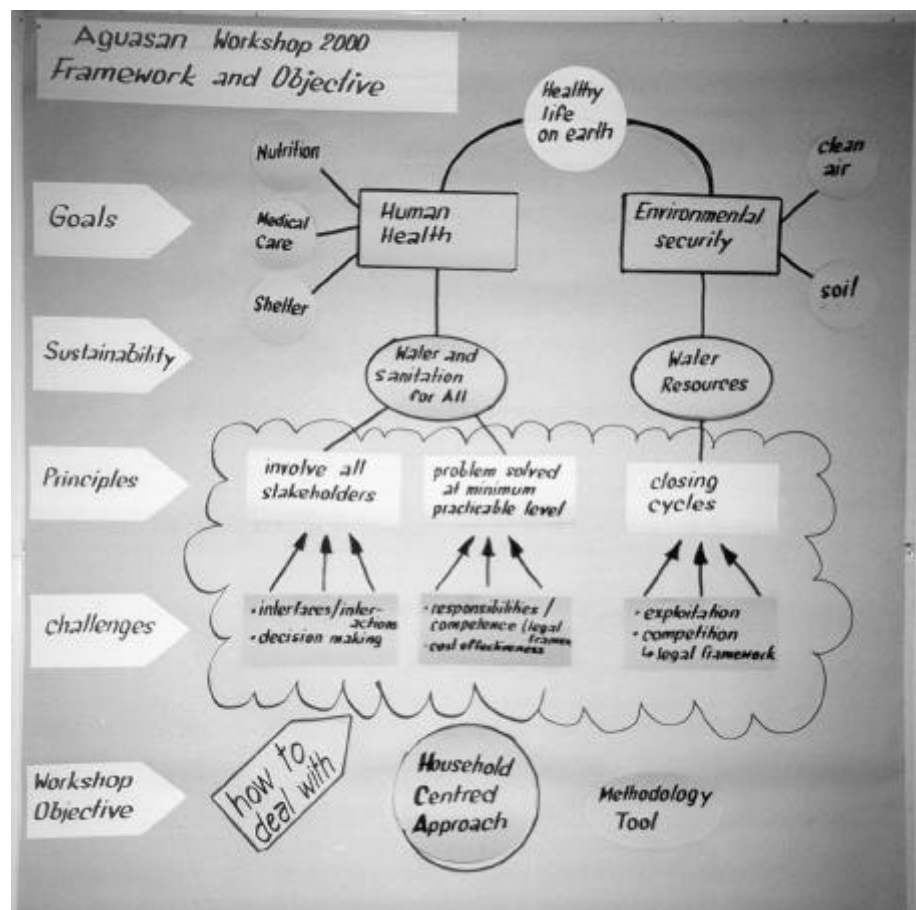 Aguasan Workshop 2000
Framework and Objective
Healthy
life
on earth
Nutrition
clean
air
Goals
Medical
Care
Human
Health
Environmental
security
Shelter
soil
Sustainability
Water and
sanitation
for All
Water
Resources
Principles
involve all
stakeholders
problem solved
at minimum
practicable level
closing
cycles
challenges
• interfaces/inter-
actions
• decision making
• responsibilities /
competence (legal
frames
• cost effectiveness
• exploitation
• competition
↳ legal framework
Workshop
Objective
how to
deal with
Household
Centred
Approach
Methodology
Tool